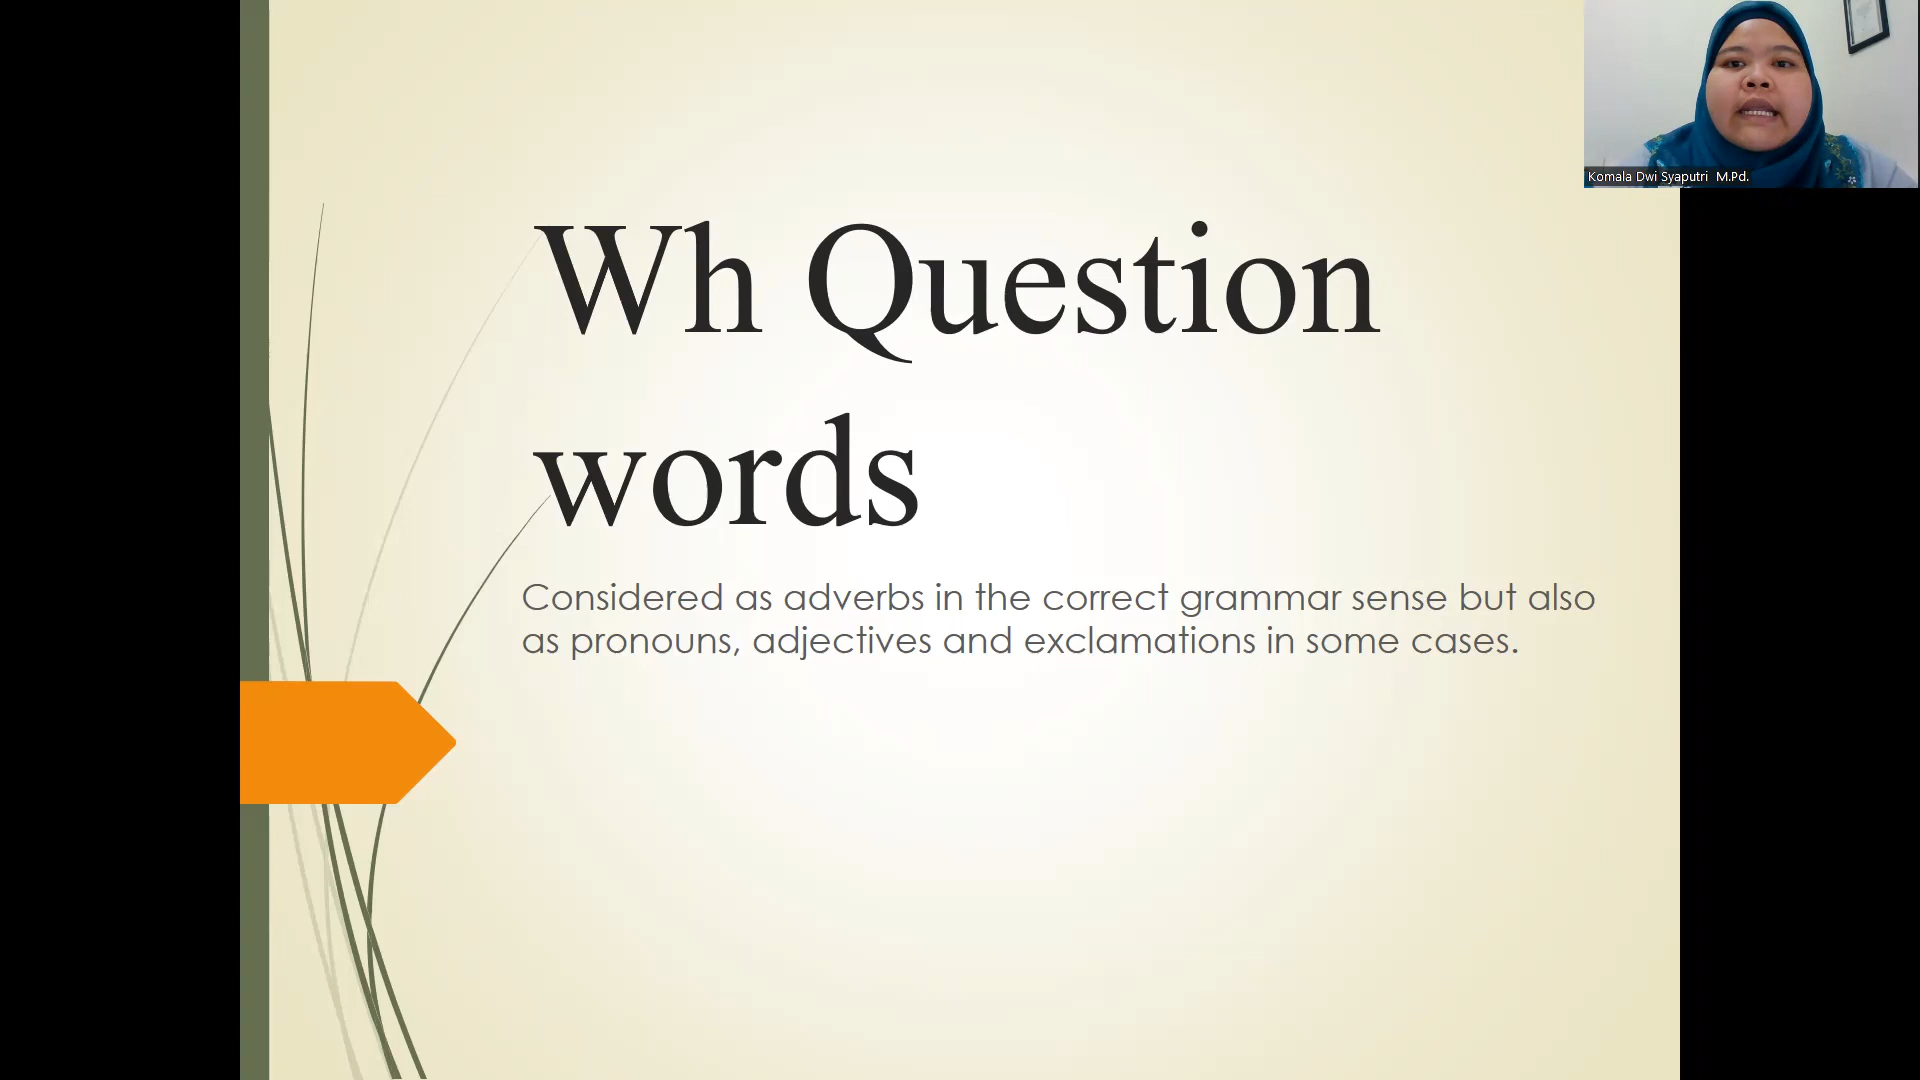 Wh Question
words
Considered as adverbs in the correct grammar sense but also
as pronouns, adjectives and exclamations in some cases.
Komala Dwi Syaputri M.Pd.